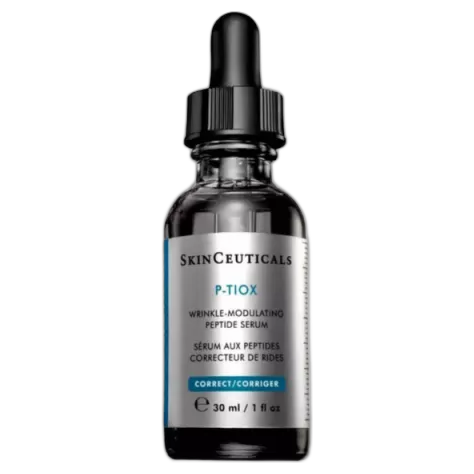 SKINCEUTICALS
P-TIOX
WRINKLE-MODULATING
PEPTIDE SERUM
SÉRUM AUX PEPTIDES
CORRECTEUR DE RIDES
CORRECT/CORRIGER
℮ 30 ml / 1 fl oz